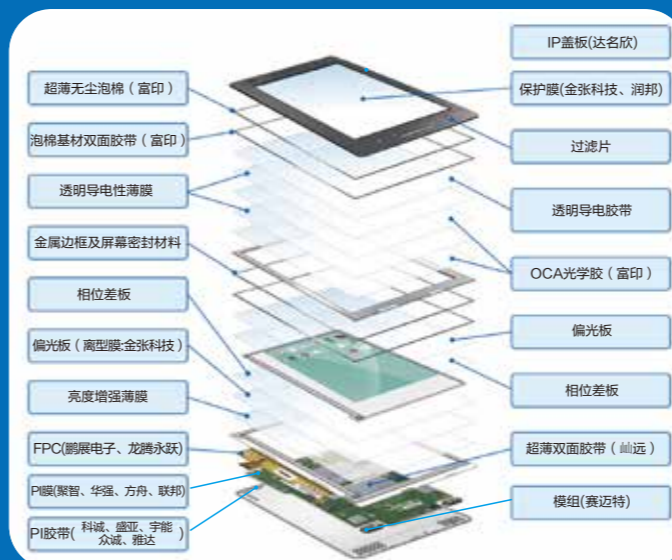 IP盖板(达名欣)
超薄无尘泡棉（富印）
保护膜(金张科技、润邦)
泡棉基材双面胶带（富印）
过滤片
透明导电性薄膜
透明导电胶带
金属边框及屏幕密封材料
OCA光学胶（富印）
相位差板
偏光板
偏光板（离型膜:金张科技）
相位差板
亮度增强薄膜
FPC(鹏展电子、龙腾永跃)
超薄双面胶带（屾远）
PI膜(聚智、华强、方舟、联邦)
模组(赛迈特)
PI胶带(科诚、盛亚、宇能
众诚、雅达)